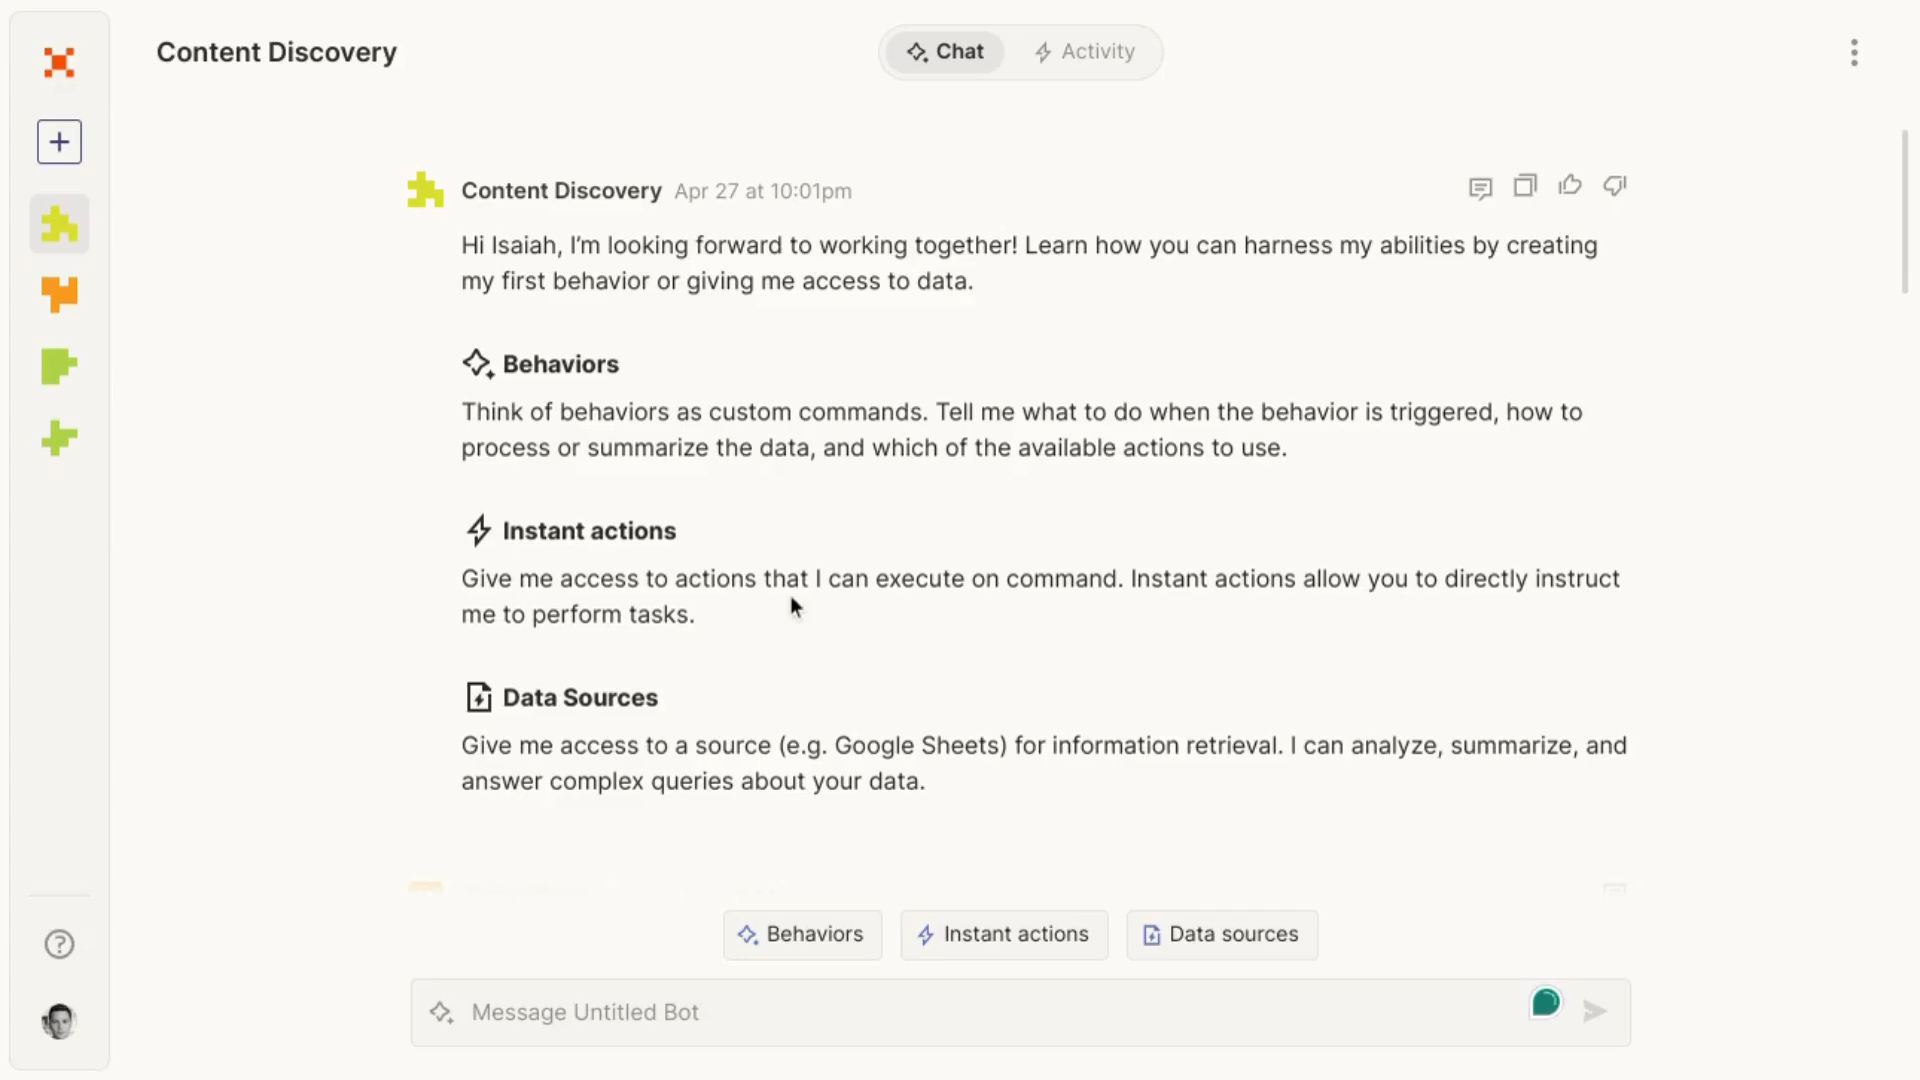 Content Discovery
Chat
Activity
Content Discovery Apr 27 at 10:01pm
Hi Isaiah, I'm looking forward to working together! Learn how you can harness my abilities by creating
my first behavior or giving me access to data.
Behaviors
Think of behaviors as custom commands. Tell me what to do when the behavior is triggered, how to
process or summarize the data, and which of the available actions to use.
Instant actions
Give me access to actions that I can execute on command. Instant actions allow you to directly instruct
me to perform tasks.
Data Sources
Give me access to a source (e.g. Google Sheets) for information retrieval. I can analyze, summarize, and
answer complex queries about your data.
Behaviors
Instant actions
Data sources
Message Untitled Bot